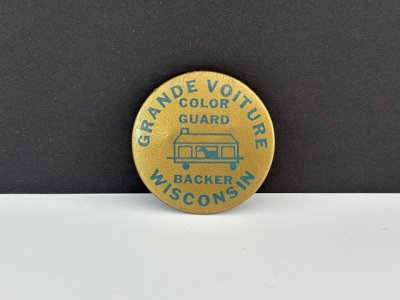 GRANDE VOITURE
COLOR
GUARD
BACKER
WISCONSIN